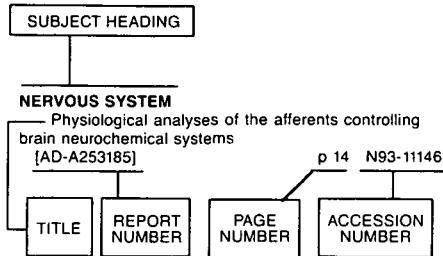 SUBJECT HEADING
NERVOUS SYSTEM
Physiological analyses of the afferents controlling
brain neurochemical systems
[AD-A253185] p 14 N93-11146
TITLE REPORT NUMBER PAGE NUMBER ACCESSION NUMBER